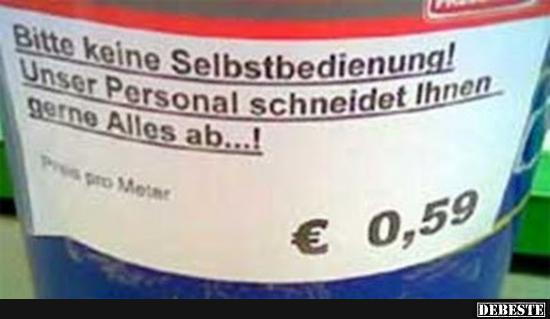 Bitte keine Selbstbedienung!
Unser Personal schneidet Ihnen
gerne Alles ab...!
Preis pro Meter
€ 0,59
DEBESTE